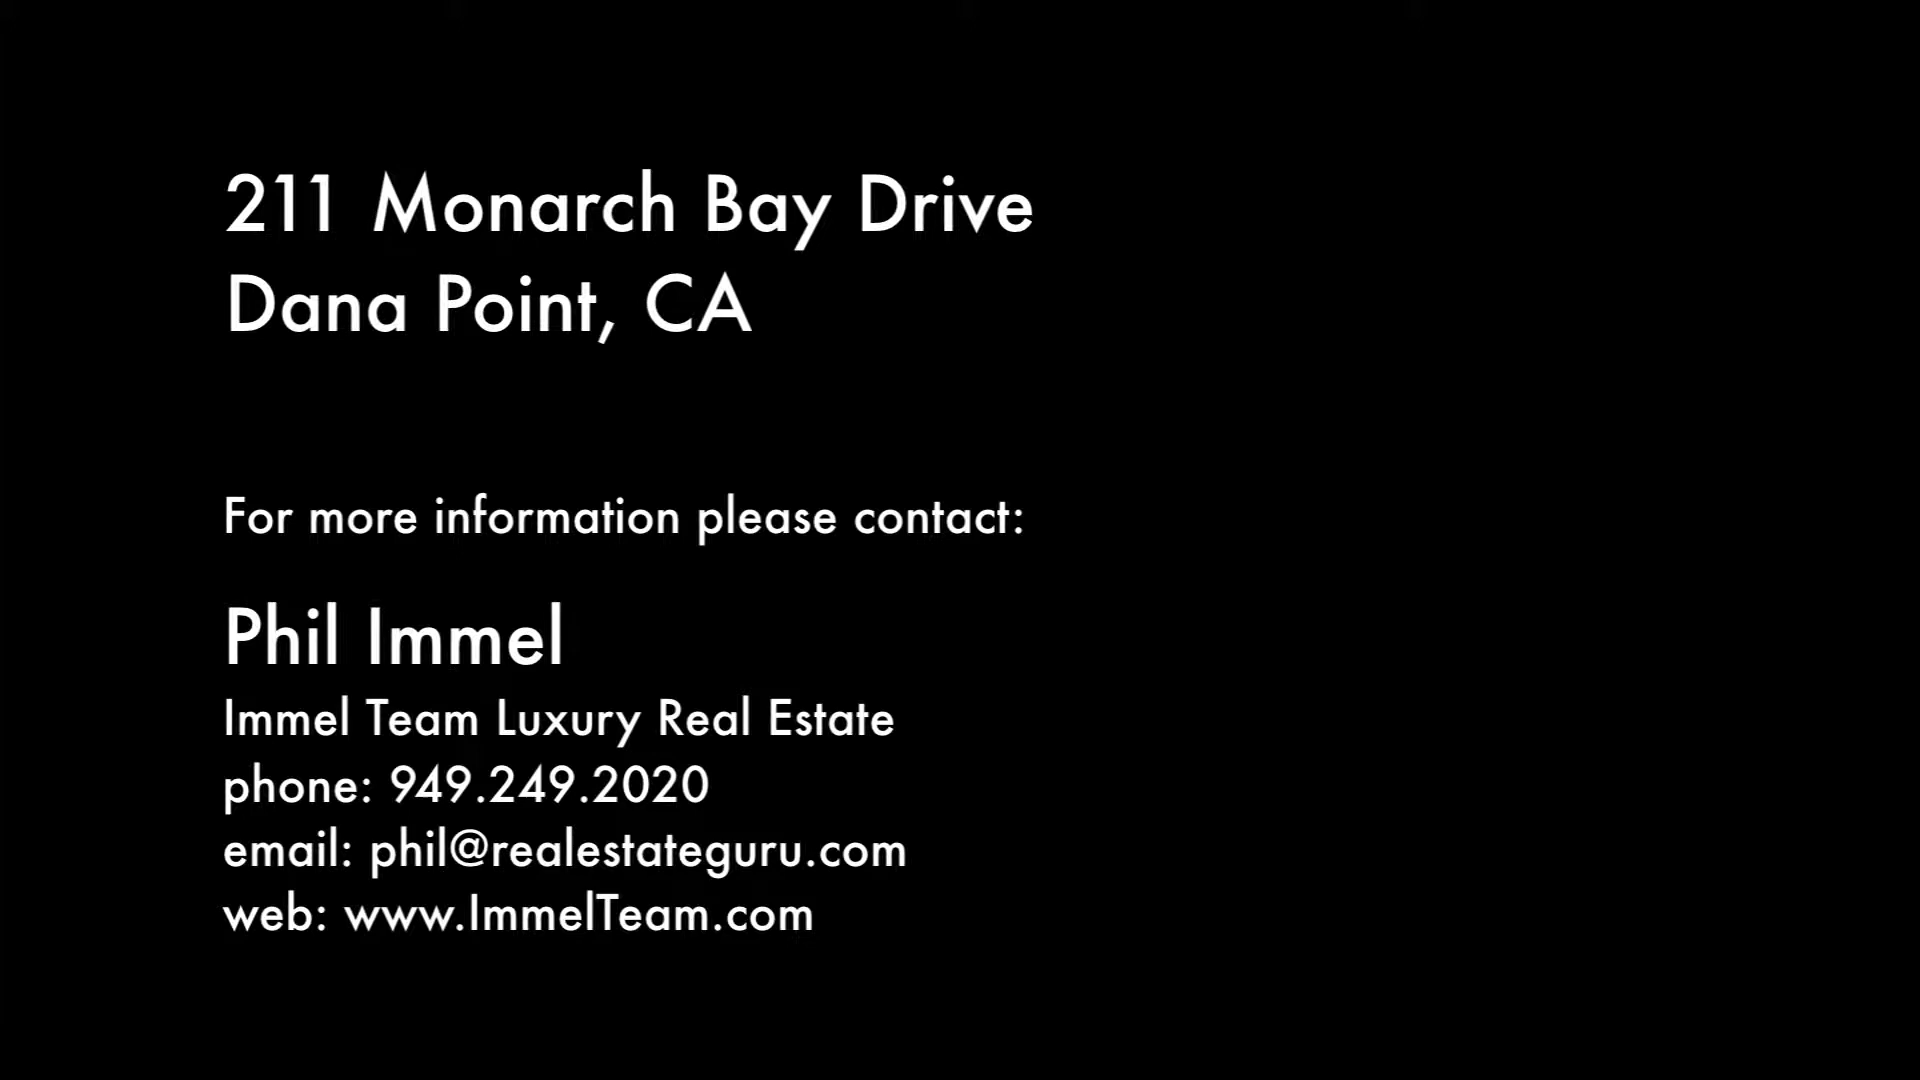 211 Monarch Bay Drive
Dana Point, CA
For more information please contact:
Phil Immel
Immel Team Luxury Real Estate
phone: 949.249.2020
email: phil@realestateguru.com
web: www.ImmelTeam.com